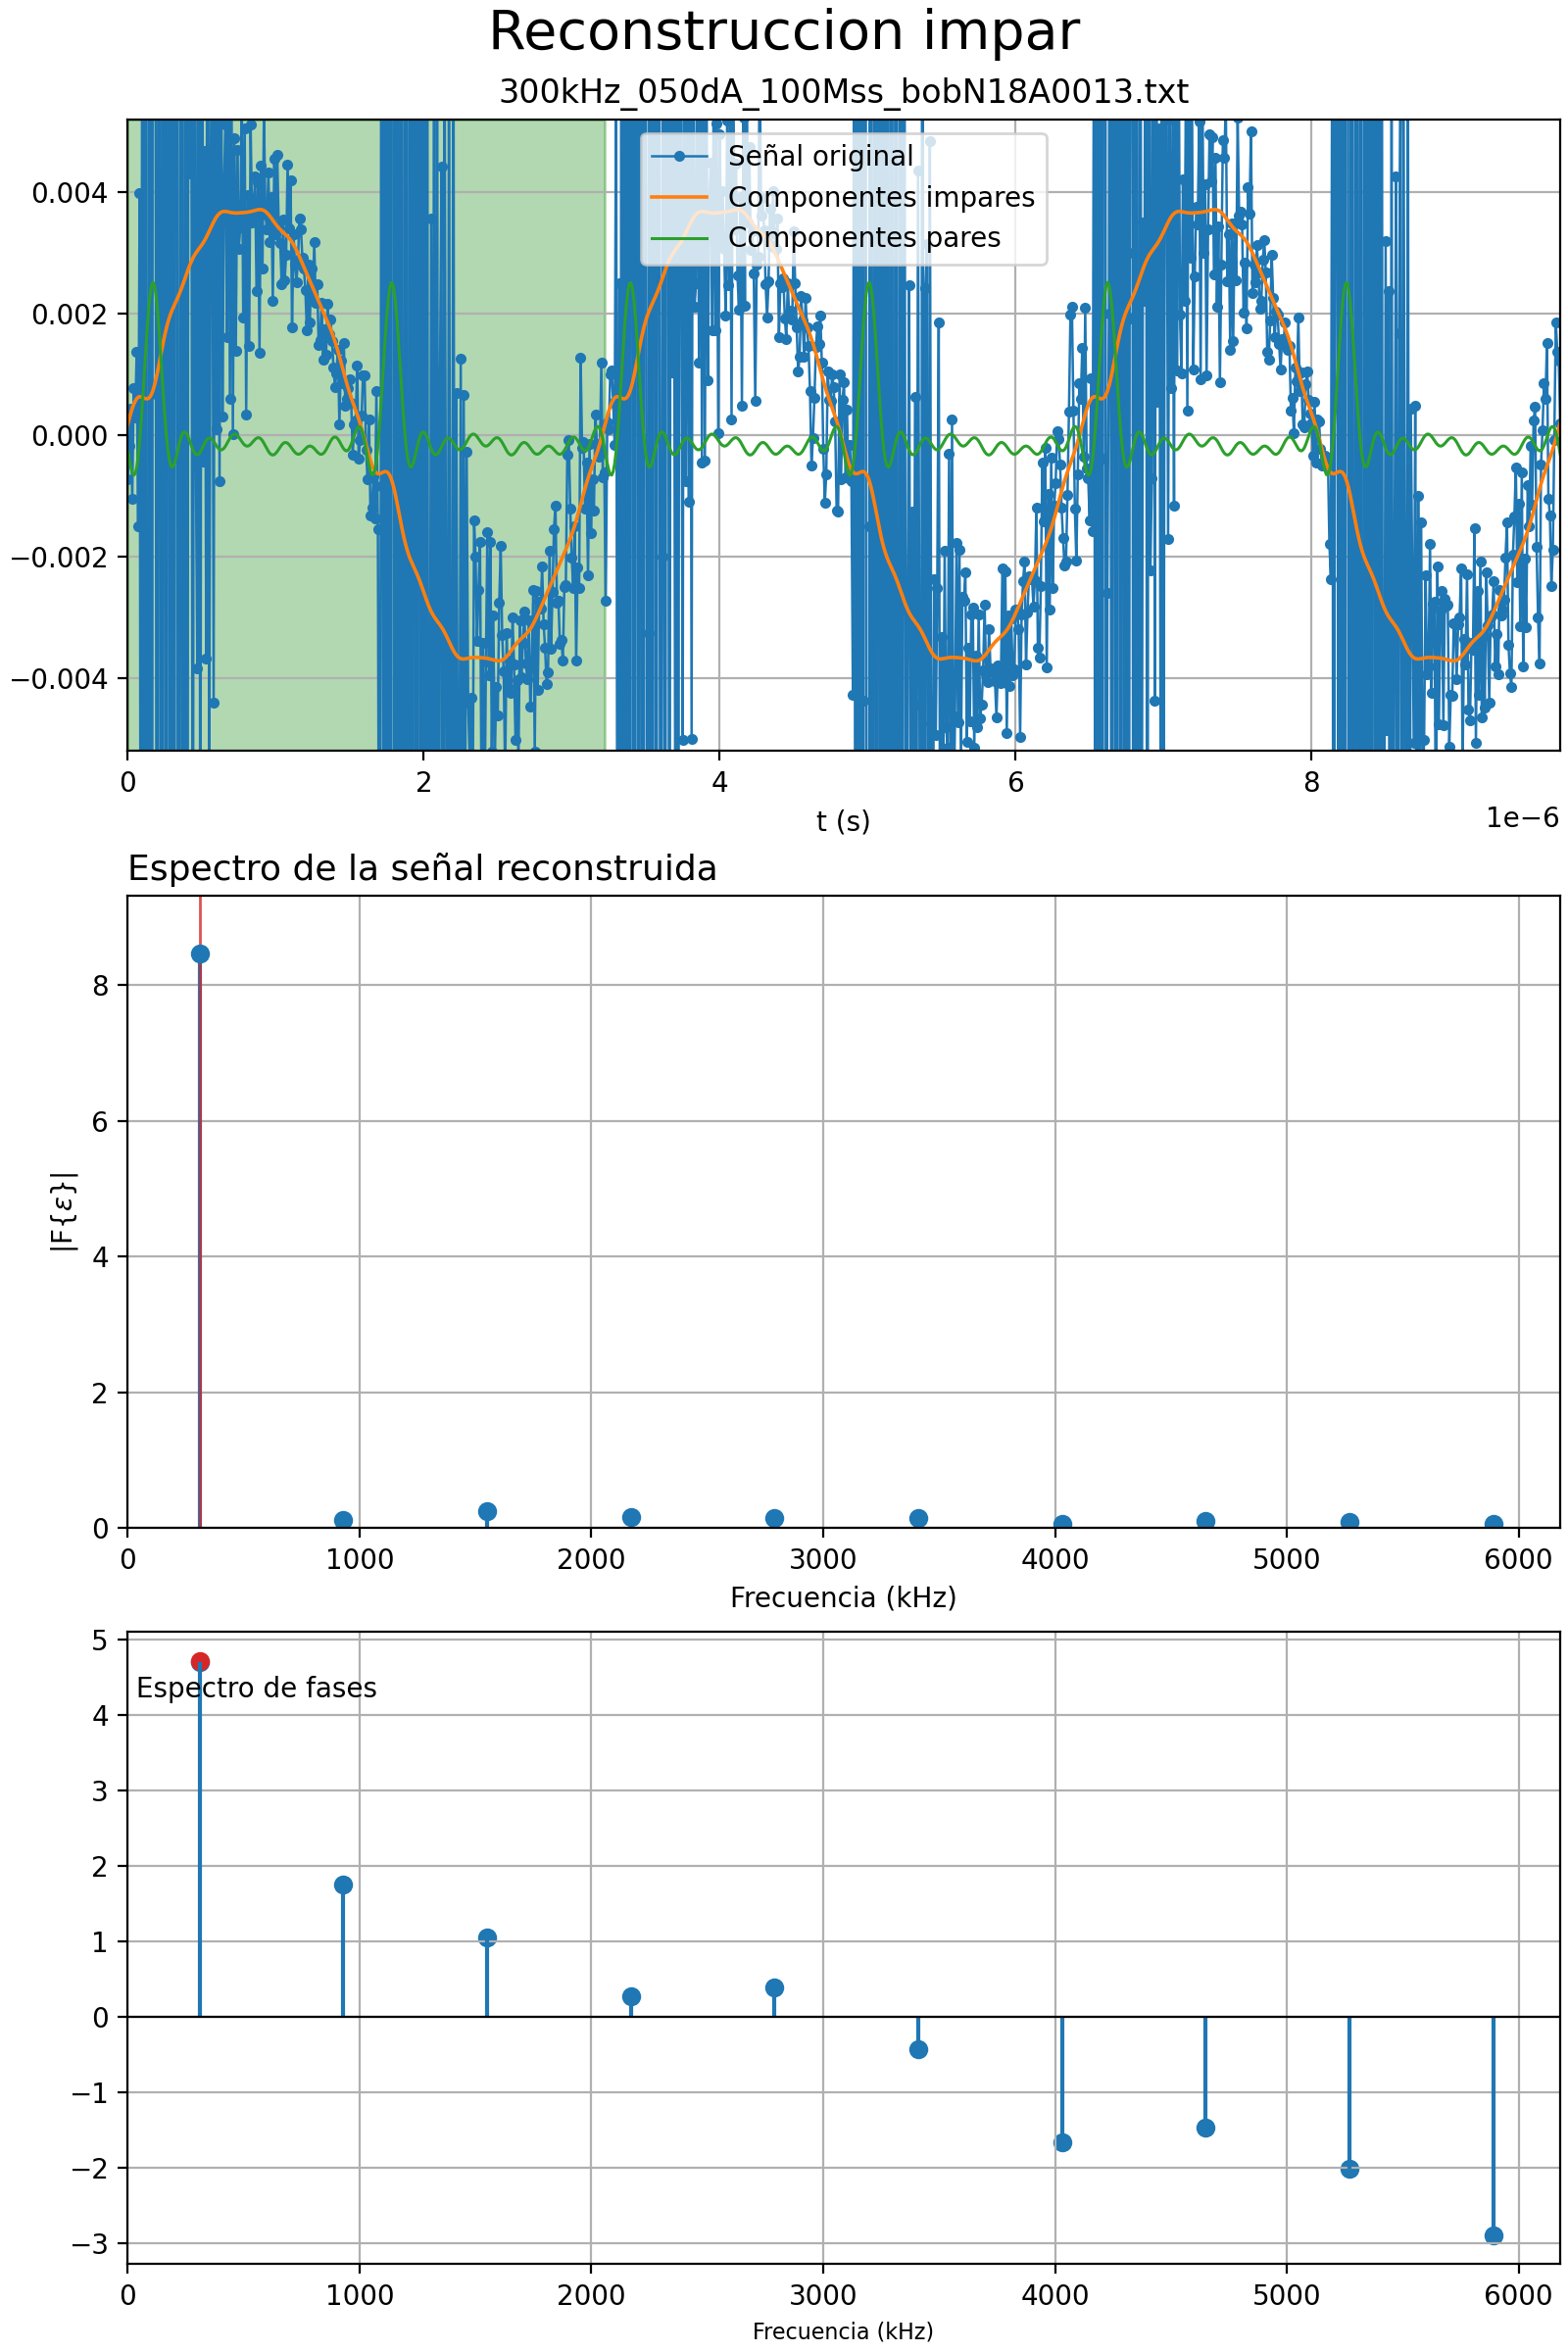 Reconstruccion impar
300kHz_050dA_100Mss_bobN18A0013.txt
Señal original
Componentes impares
Componentes pares
0.004
0.002
0.000
−0.002
−0.004
0 2 4 6 8
1e−6
t (s)
Espectro de la señal reconstruida
8
6
4
2
0
|F{ε}|
0 1000 2000 3000 4000 5000 6000
Frecuencia (kHz)
5
Espectro de fases
4
3
2
1
0
−1
−2
−3
0 1000 2000 3000 4000 5000 6000
Frecuencia (kHz)